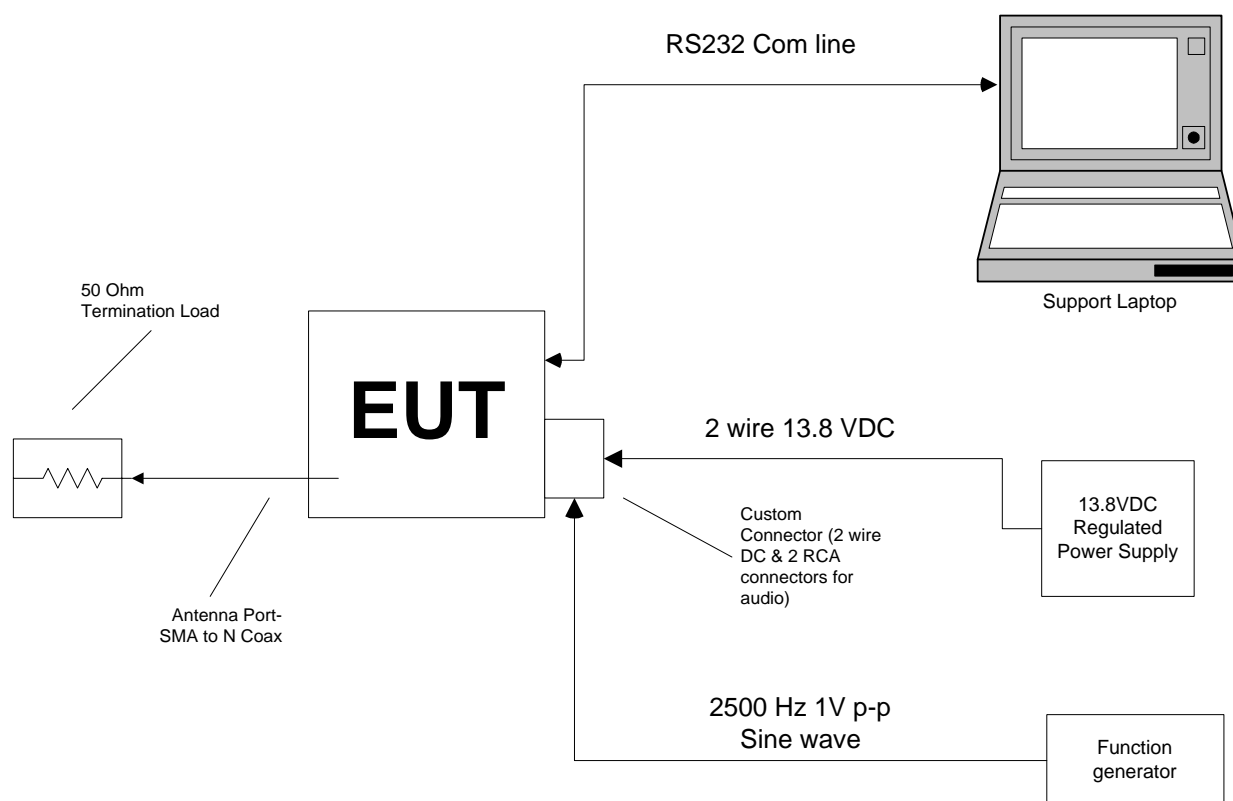 RS232 Com line
Support Laptop
50 Ohm
Termination Load
EUT
2 wire 13.8 VDC
13.8VDC
Regulated
Power Supply
Custom
Connector (2 wire
DC & 2 RCA
connectors for
audio)
Antenna Port-
SMA to N Coax
2500 Hz 1V p-p
Sine wave
Function
generator